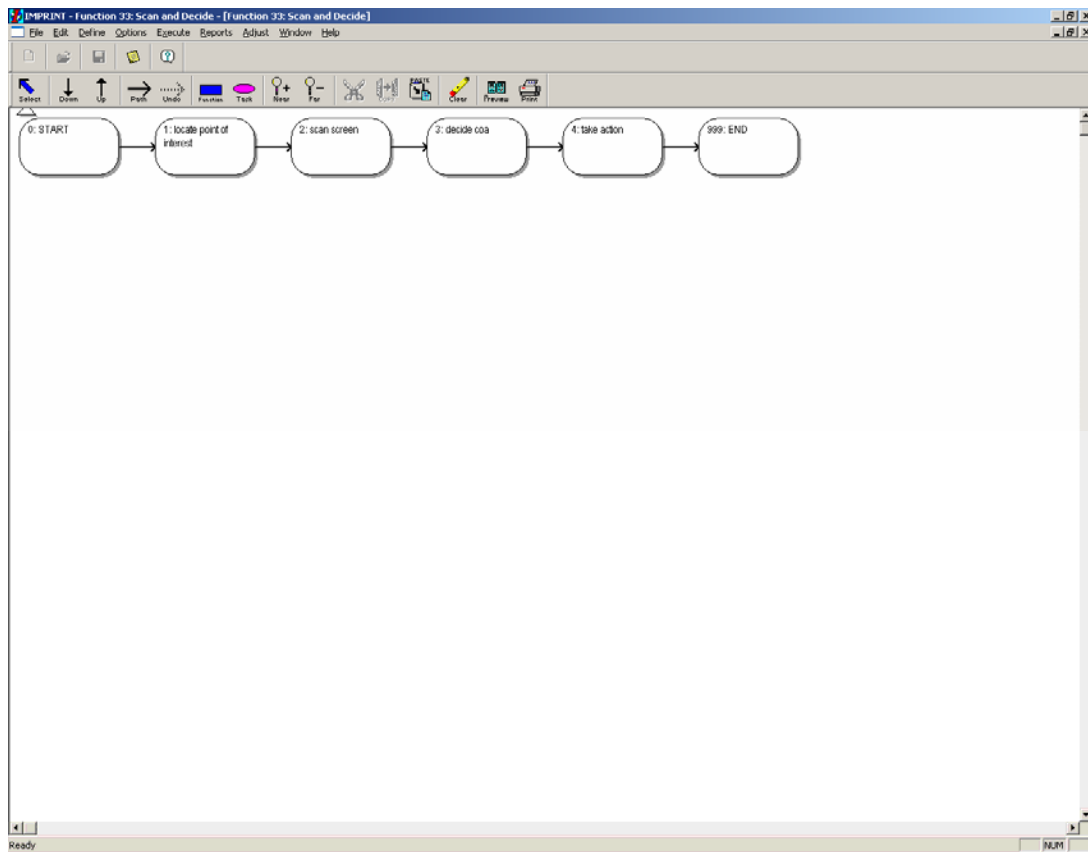 IMPRINT - Function 33: Scan and Decide - [Function 33: Scan and Decide]
File Edit Define Options Execute Reports Adjust Window Help
Select Down Up Path Undo Function Task Near Far PASTE Clear Preview Print
0: START
1: locate point of
interest
2: scan screen
3: decide coa
4: take action
999: END
Ready NUM